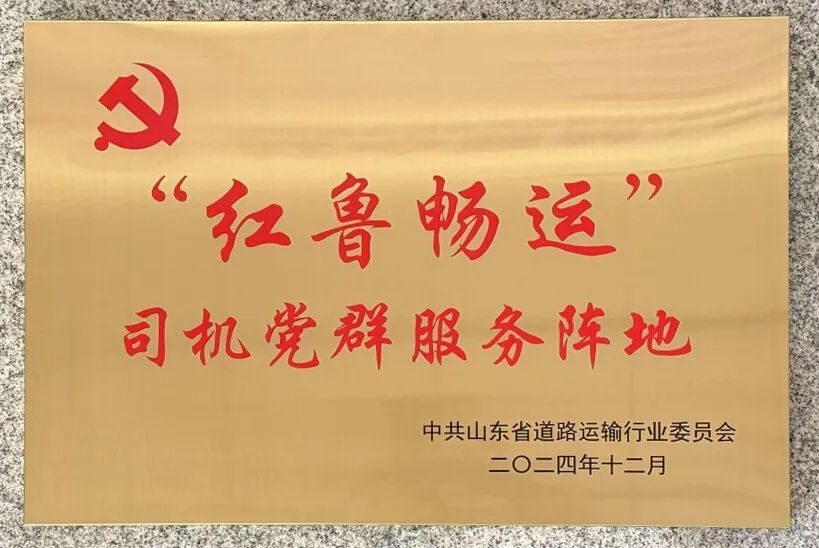 “红鲁畅运”
司机党群服务阵地
中共山东省道路运输行业委员会
二〇二四年十二月